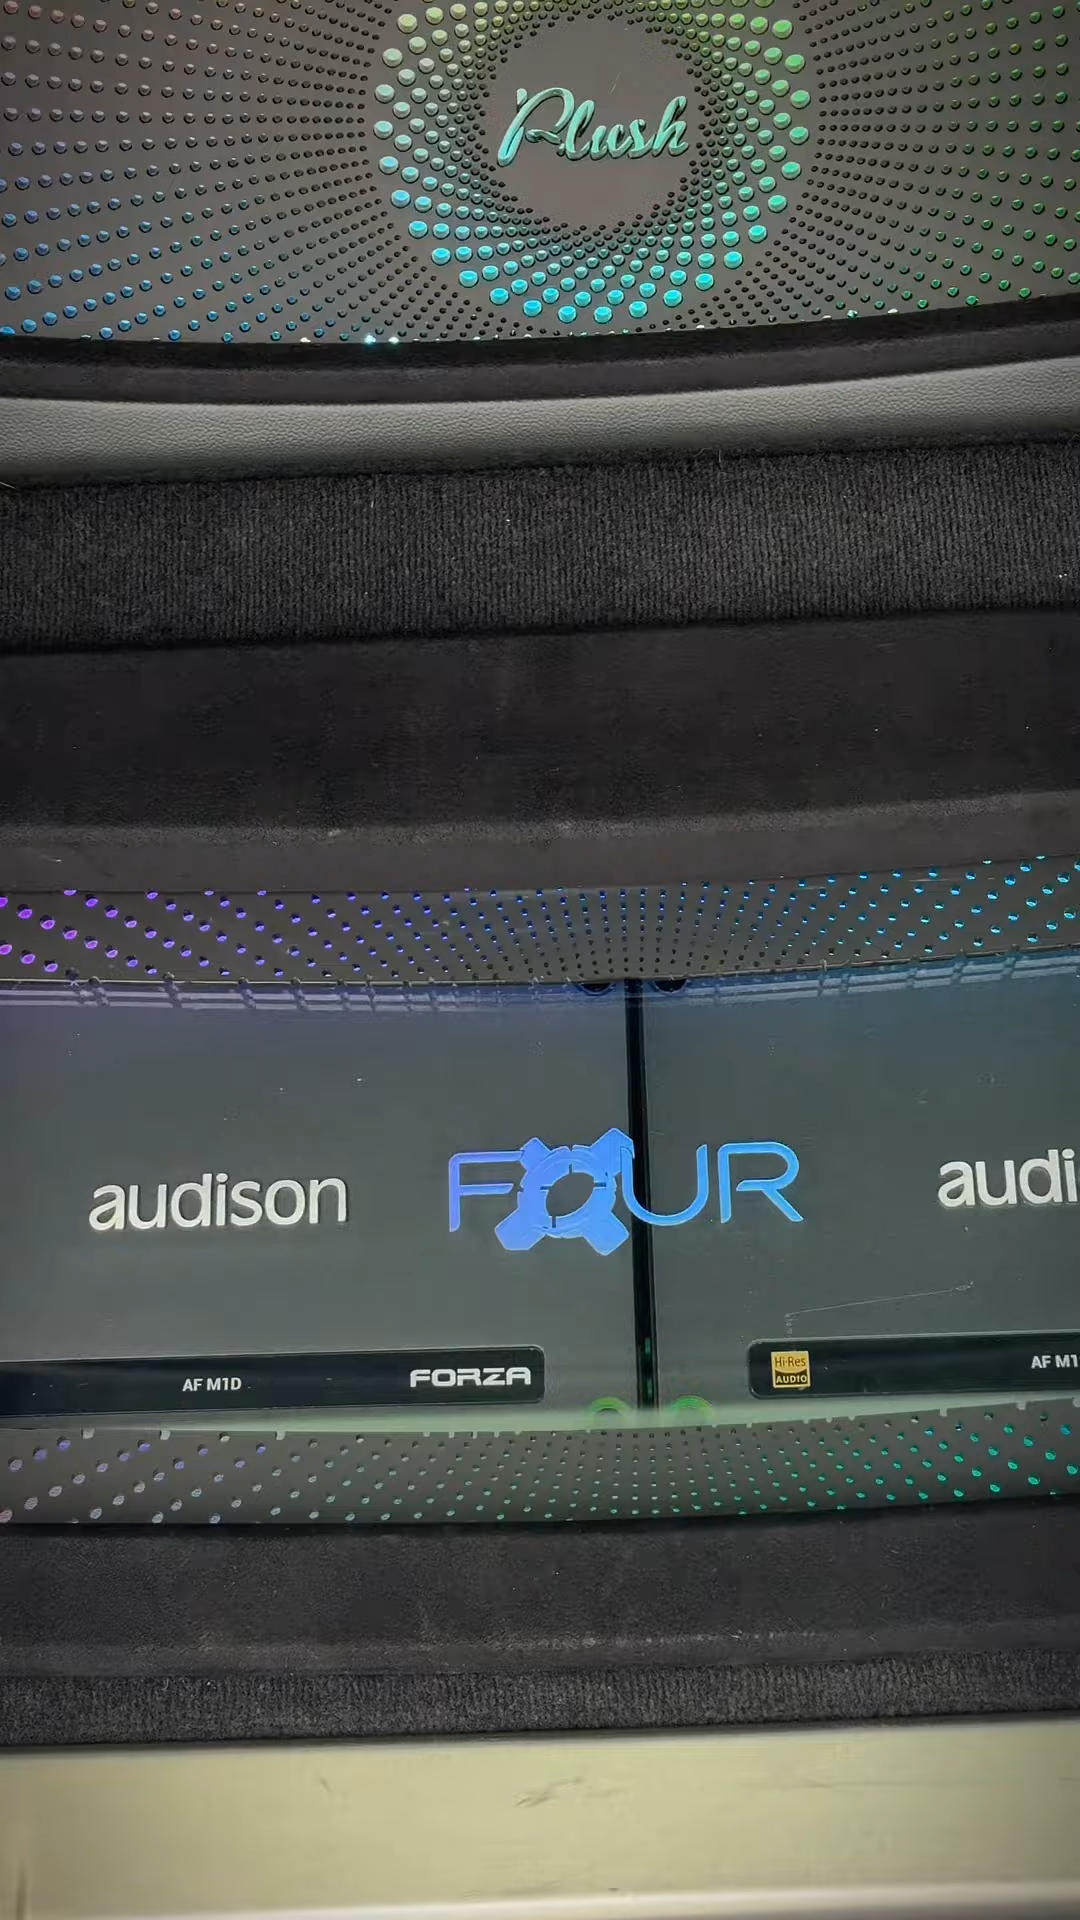 Plush
audison
FOUR
audi
AF M1D
FORZA
Hi-Res
AUDIO
AF M1